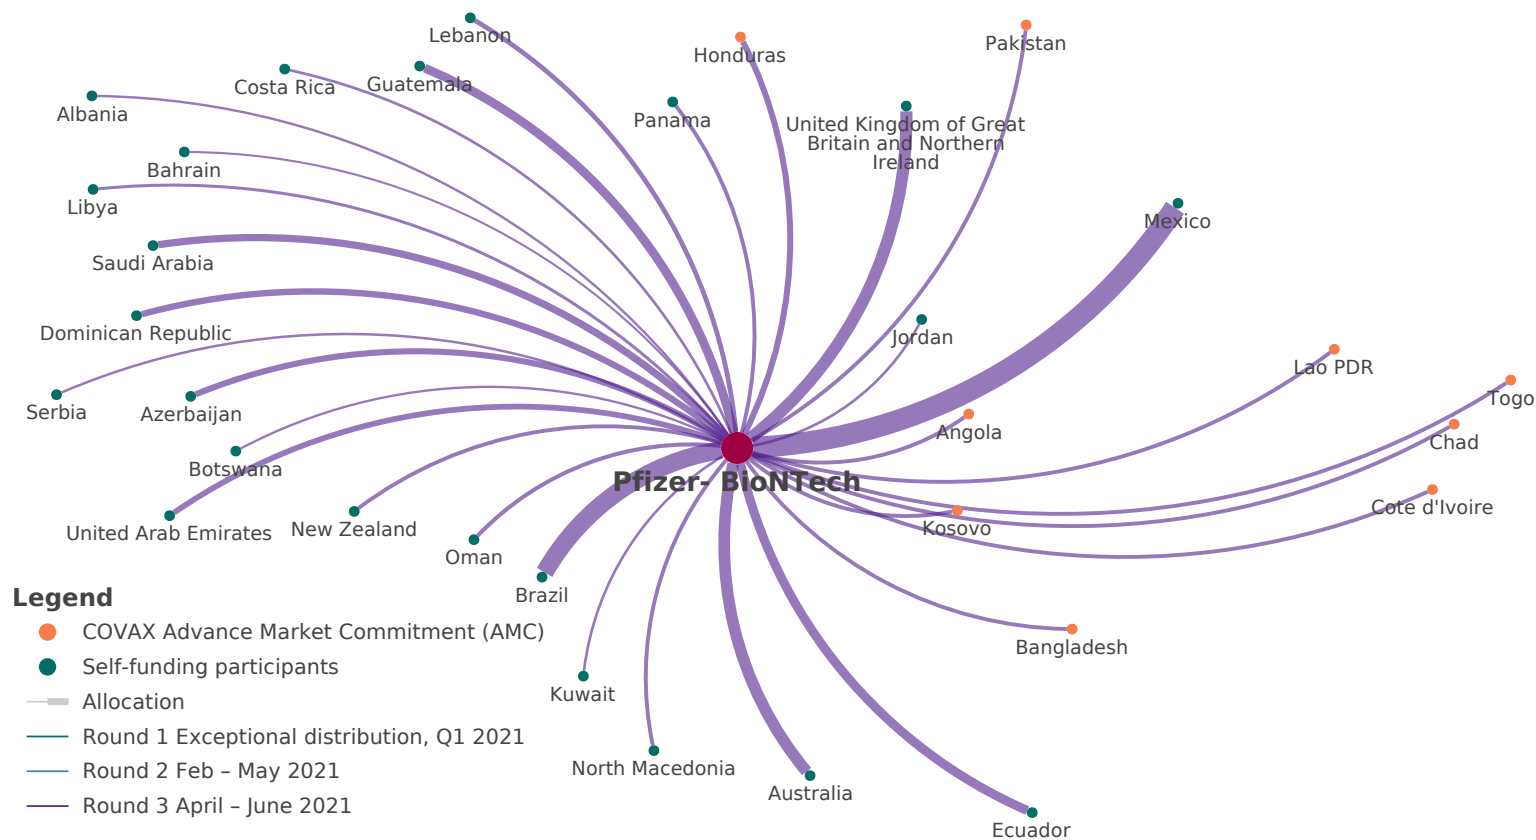 Lebanon
Honduras
Pakistan
Costa Rica
Guatemala
Albania
Panama
United Kingdom of Great
Britain and Northern
Ireland
Bahrain
Libya
Mexico
Saudi Arabia
Dominican Republic
Jordan
Lao PDR
Serbia
Azerbaijan
Togo
Angola
Chad
Botswana
Pfizer- BioNTech
Cote d'Ivoire
United Arab Emirates
New Zealand
Kosovo
Oman
Brazil
Bangladesh
Kuwait
North Macedonia
Australia
Ecuador
Legend
COVAX Advance Market Commitment (AMC)
Self-funding participants
Allocation
Round 1 Exceptional distribution, Q1 2021
Round 2 Feb – May 2021
Round 3 April – June 2021